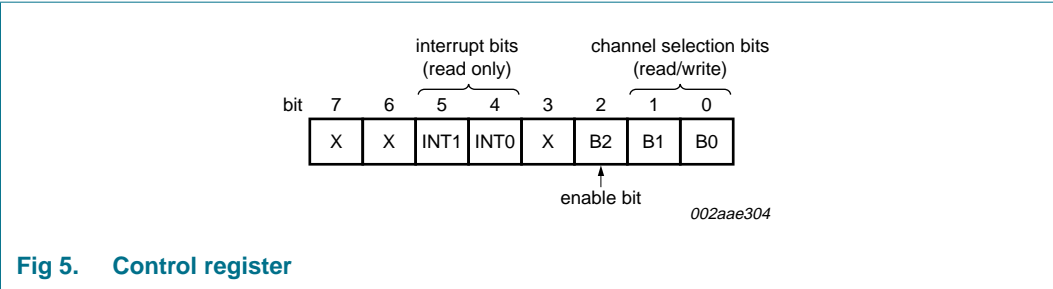 interrupt bits channel selection bits
(read only) (read/write)
bit 7 6 5 4 3 2 1 0
X X INT1 INT0 X B2 B1 B0
enable bit
002aae304
Fig 5. Control register